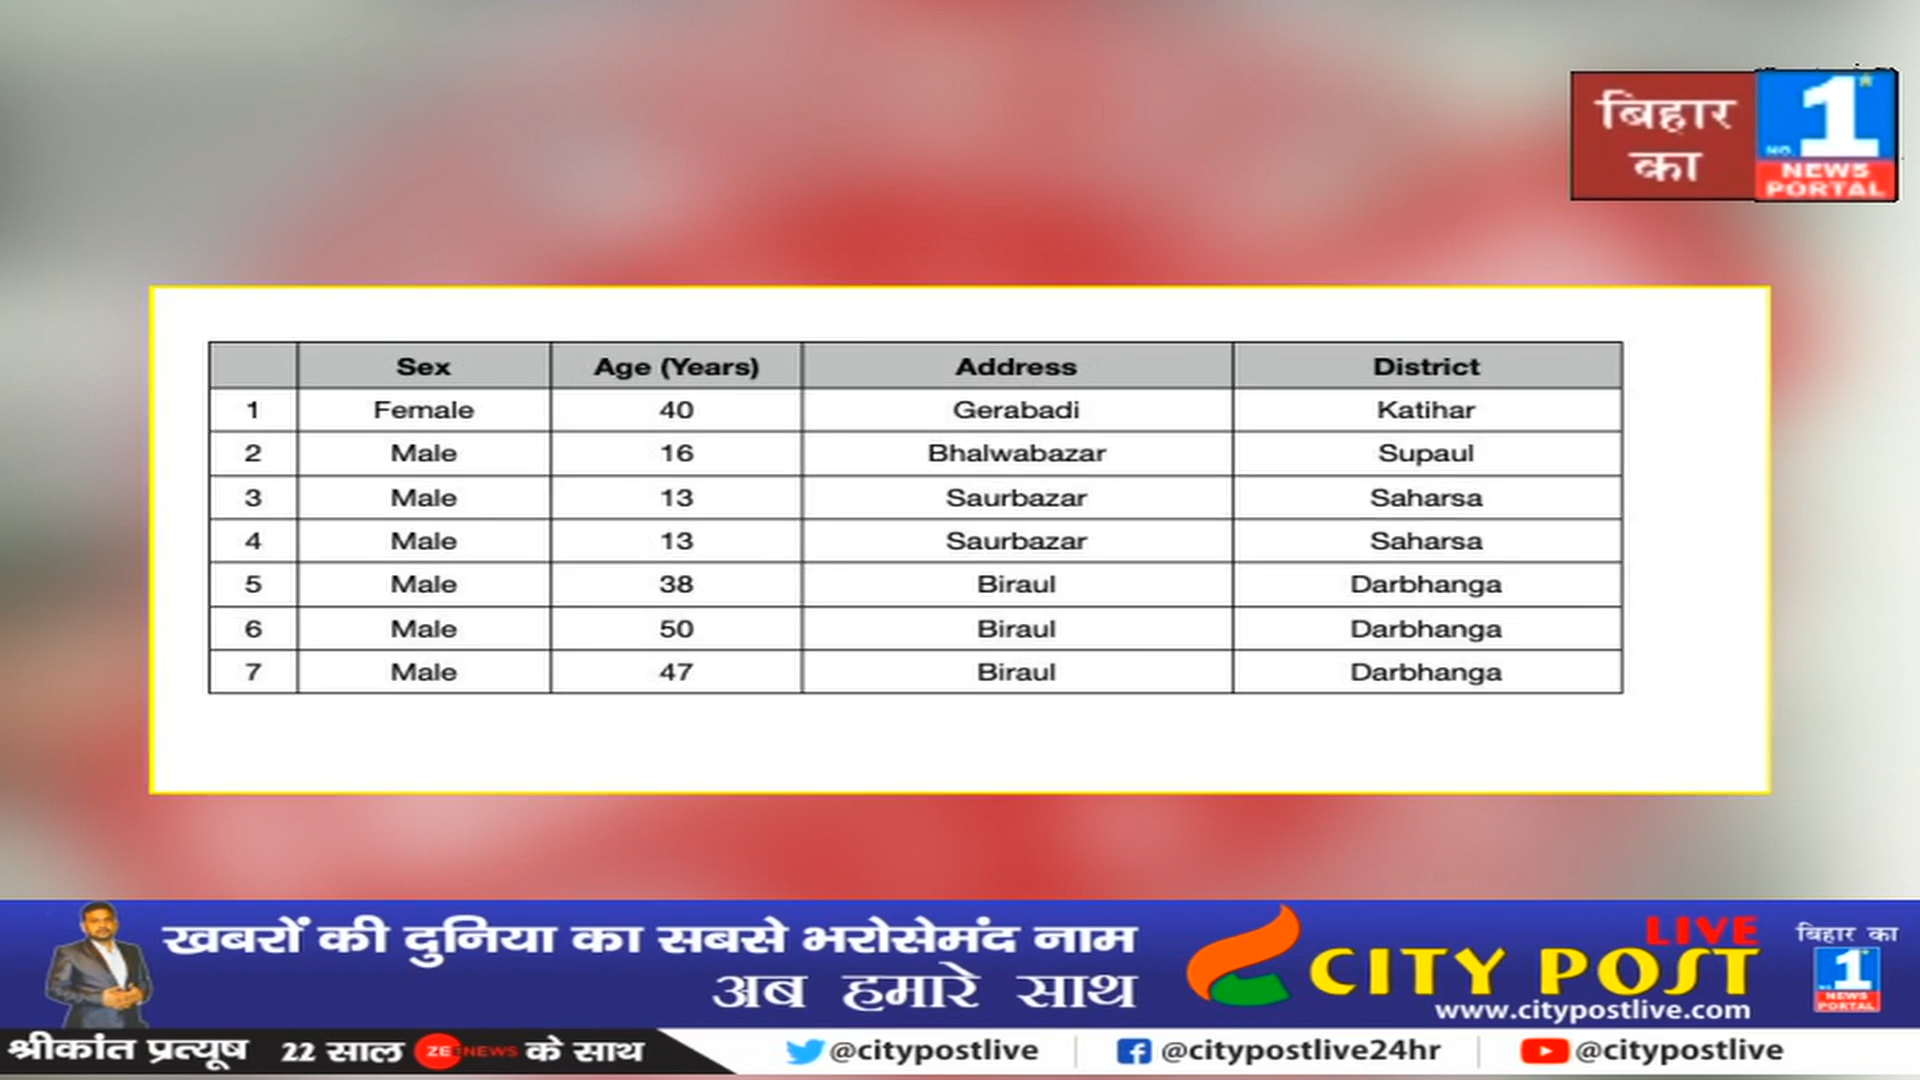 बिहार
का
NO. 1
NEWS
PORTAL
Sex Age (Years) Address District
1 Female 40 Gerabadi Katihar
2 Male 16 Bhalwabazar Supaul
3 Male 13 Saurbazar Saharsa
4 Male 13 Saurbazar Saharsa
5 Male 38 Biraul Darbhanga
6 Male 50 Biraul Darbhanga
7 Male 47 Biraul Darbhanga
खबरों की दुनिया का सबसे भरोसेमंद नाम
अब हमारे साथ
LIVE
CITY POST
www.citypostlive.com
बिहार का
1
NEWS
PORTAL
श्रीकांत प्रत्यूष 22 साल ZEE NEWS के साथ
@citypostlive @citypostlive24hr @citypostlive